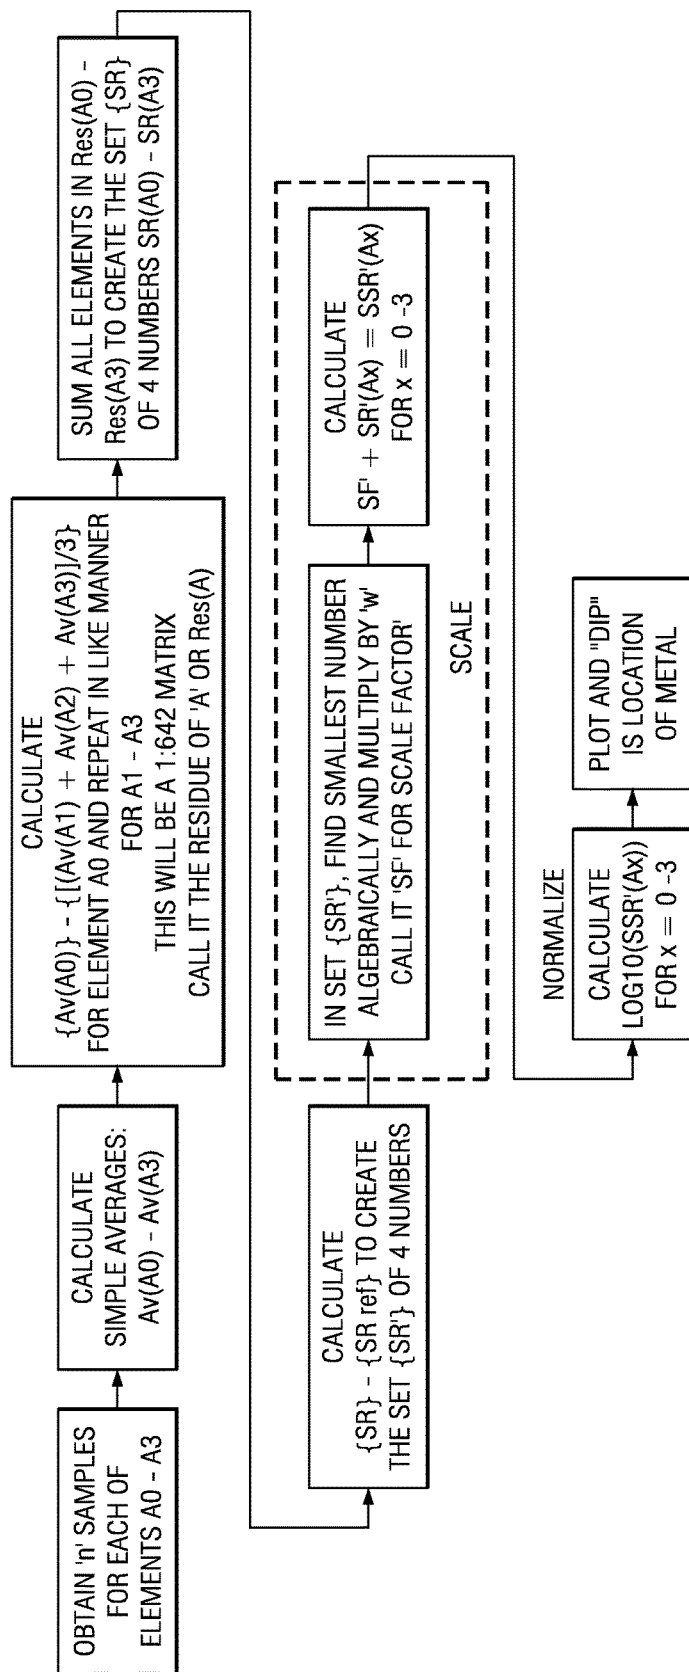 OBTAIN 'n' SAMPLES
FOR EACH OF
ELEMENTS A0 - A3
CALCULATE
SIMPLE AVERAGES:
Av(A0) - Av(A3)
CALCULATE
{Av(A0)} - {[(Av(A1) + Av(A2) + Av(A3)]/3}
FOR ELEMENT A0 AND REPEAT IN LIKE MANNER
FOR A1 - A3
THIS WILL BE A 1:642 MATRIX
CALL IT THE RESIDUE OF 'A' OR Res(A)
SUM ALL ELEMENTS IN Res(A0) -
Res(A3) TO CREATE THE SET {SR}
OF 4 NUMBERS SR(A0) - SR(A3)
CALCULATE
{SR} - {SR ref} TO CREATE
THE SET {SR'} OF 4 NUMBERS
IN SET {SR'}, FIND SMALLEST NUMBER
ALGEBRAICALLY AND MULTIPLY BY 'w'
CALL IT 'SF' FOR SCALE FACTOR'
CALCULATE
SF' + SR'(Ax) = SSR'(Ax)
FOR x = 0 -3
SCALE
NORMALIZE
CALCULATE
LOG10(SSR'(Ax))
FOR x = 0 -3
PLOT AND "DIP"
IS LOCATION
OF METAL